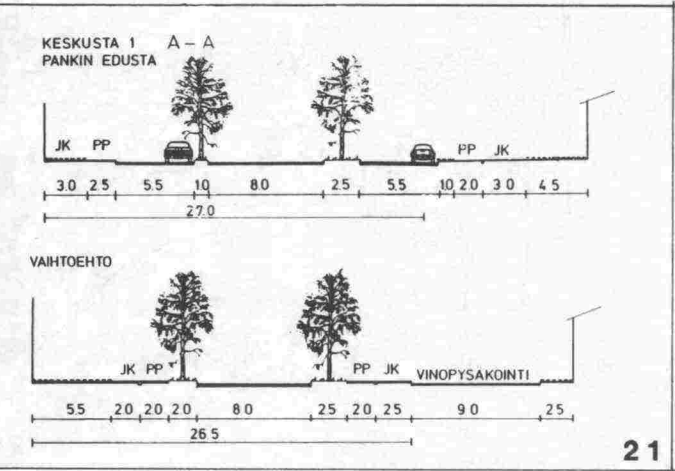 KESKUSTA 1 A-A
PANKIN EDUSTA
JK PP PP JK
3.0 2.5 5.5 1.0 8.0 2.5 5.5 1.0 2.0 3.0 4.5
27.0
VAIHTOEHTO
JK PP PP JK VINOPYSÄKÖINTI
5.5 2.0 2.0 2.0 8.0 2.5 2.0 2.5 9.0 2.5
26.5
21